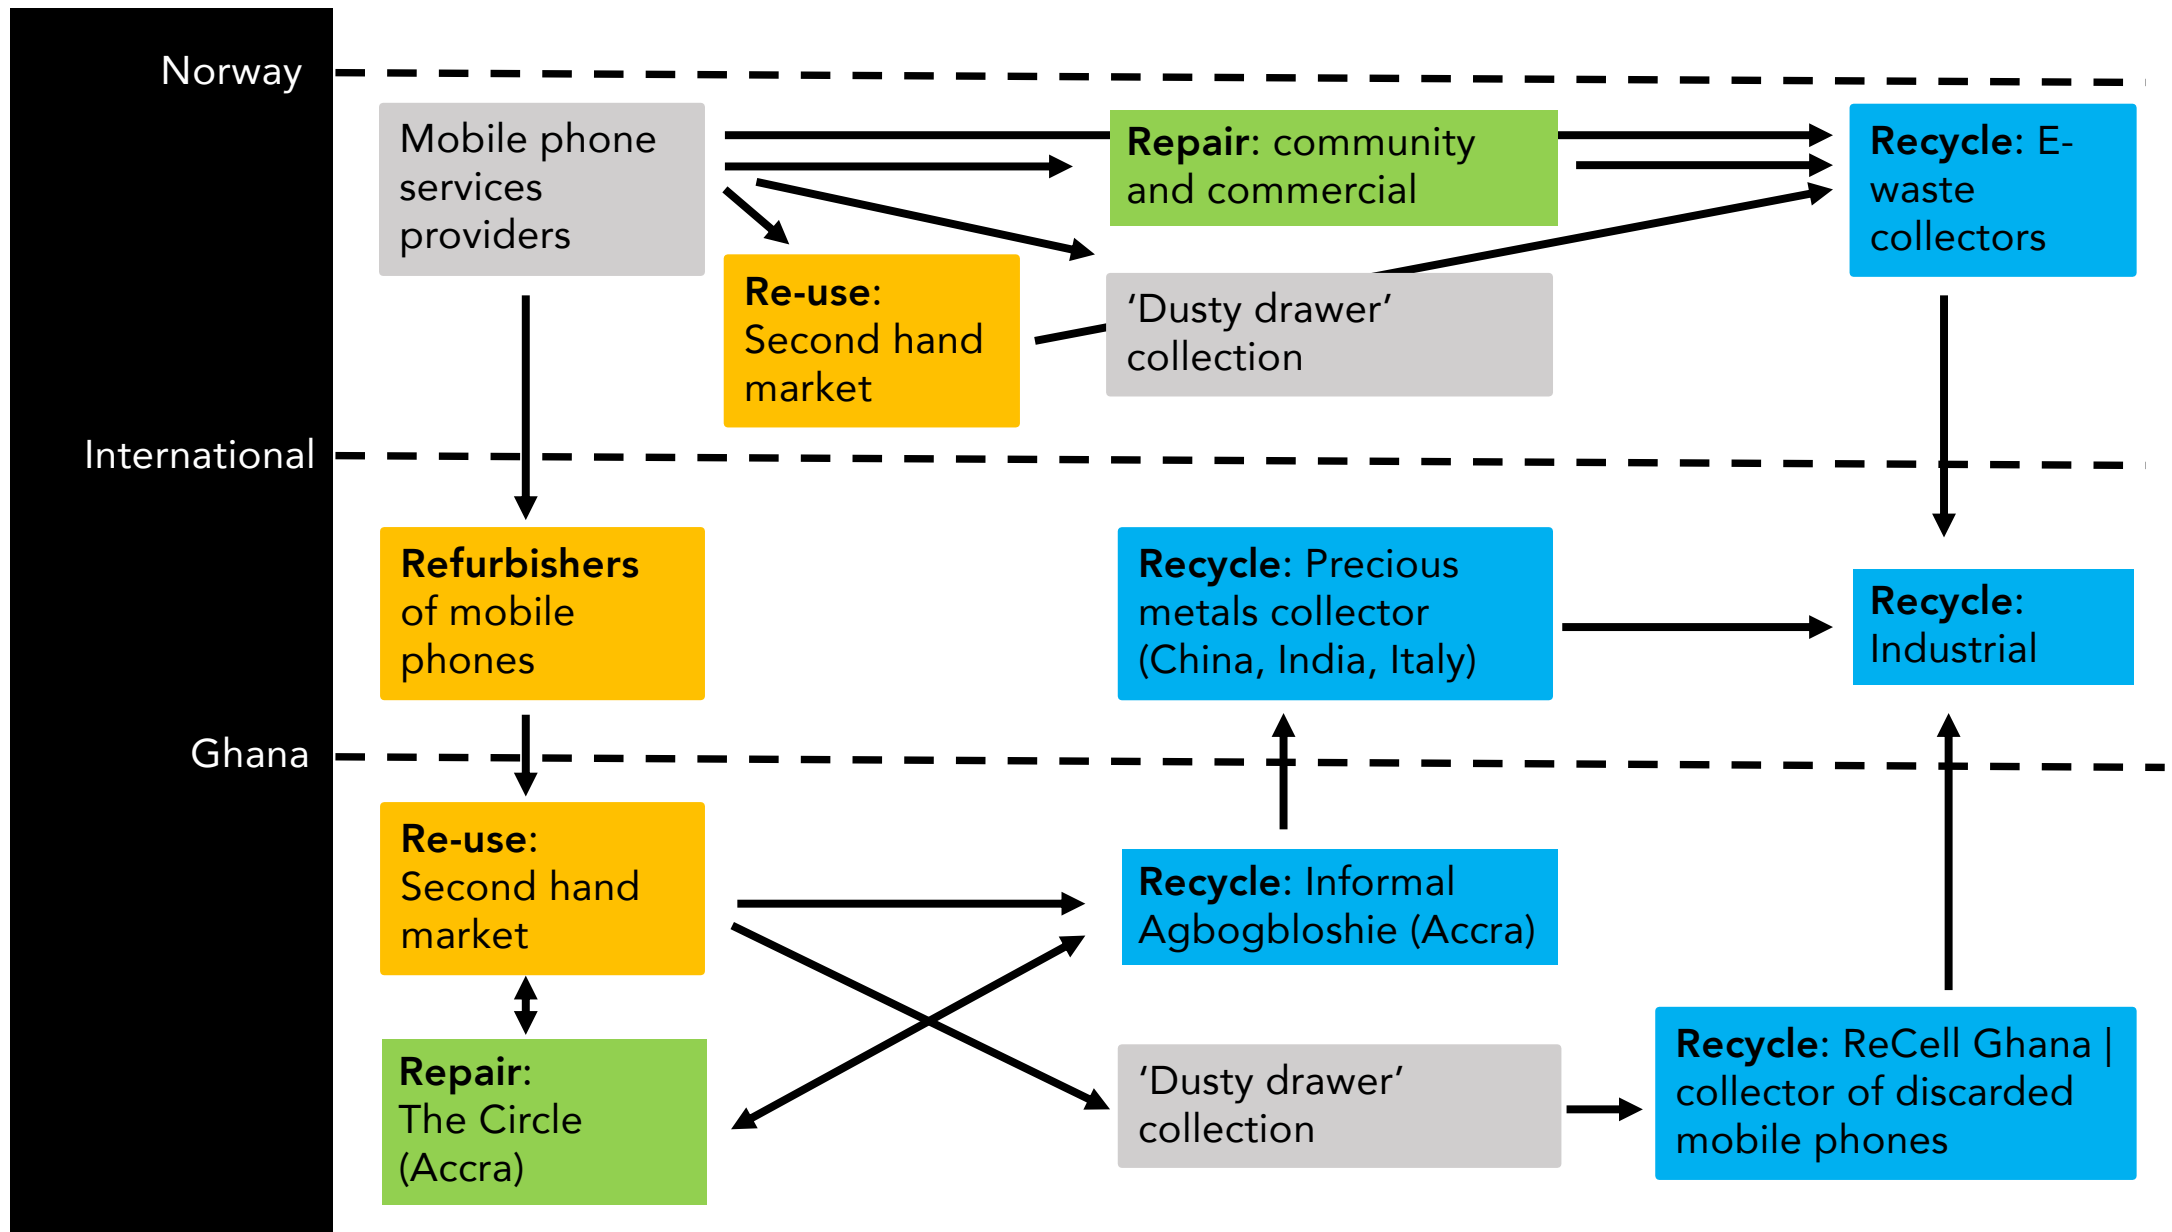 Norway
Mobile phone
services
providers
Repair: community
and commercial
Recycle: E-
waste
collectors
Re-use:
Second hand
market
‘Dusty drawer’
collection
International
Refurbishers
of mobile
phones
Recycle: Precious
metals collector
(China, India, Italy)
Recycle:
Industrial
Ghana
Re-use:
Second hand
market
Recycle: Informal
Agbogbloshie (Accra)
Repair:
The Circle
(Accra)
‘Dusty drawer’
collection
Recycle: ReCell Ghana |
collector of discarded
mobile phones